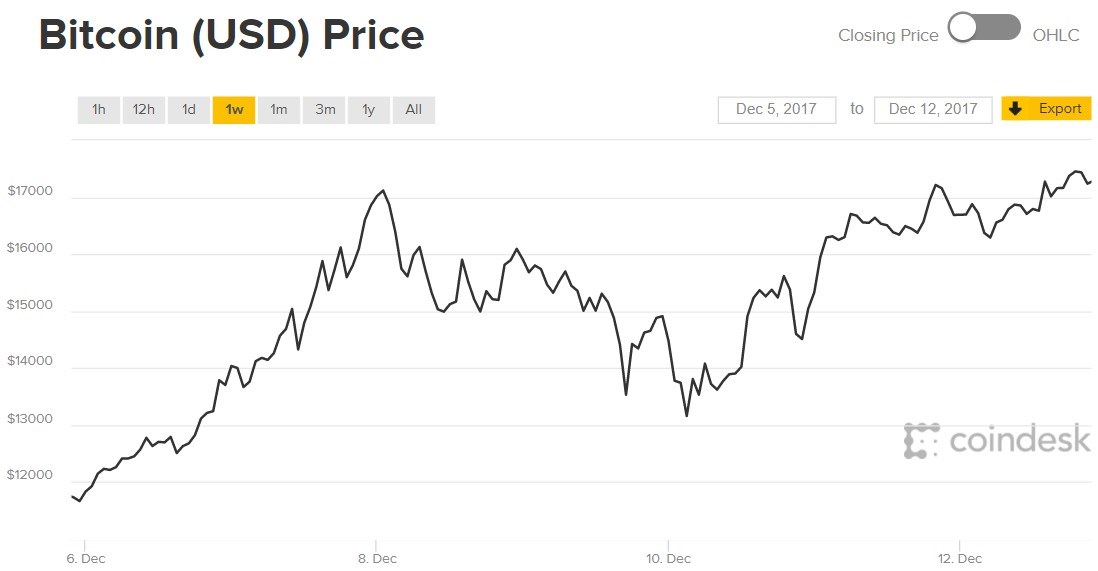 Bitcoin (USD) Price
Closing Price OHLC
1h 12h 1d 1w 1m 3m 1y All
Dec 5, 2017 to Dec 12, 2017 Export
$17000
$16000
$15000
$14000
$13000
coindesk
$12000
6. Dec 8. Dec 10. Dec 12. Dec